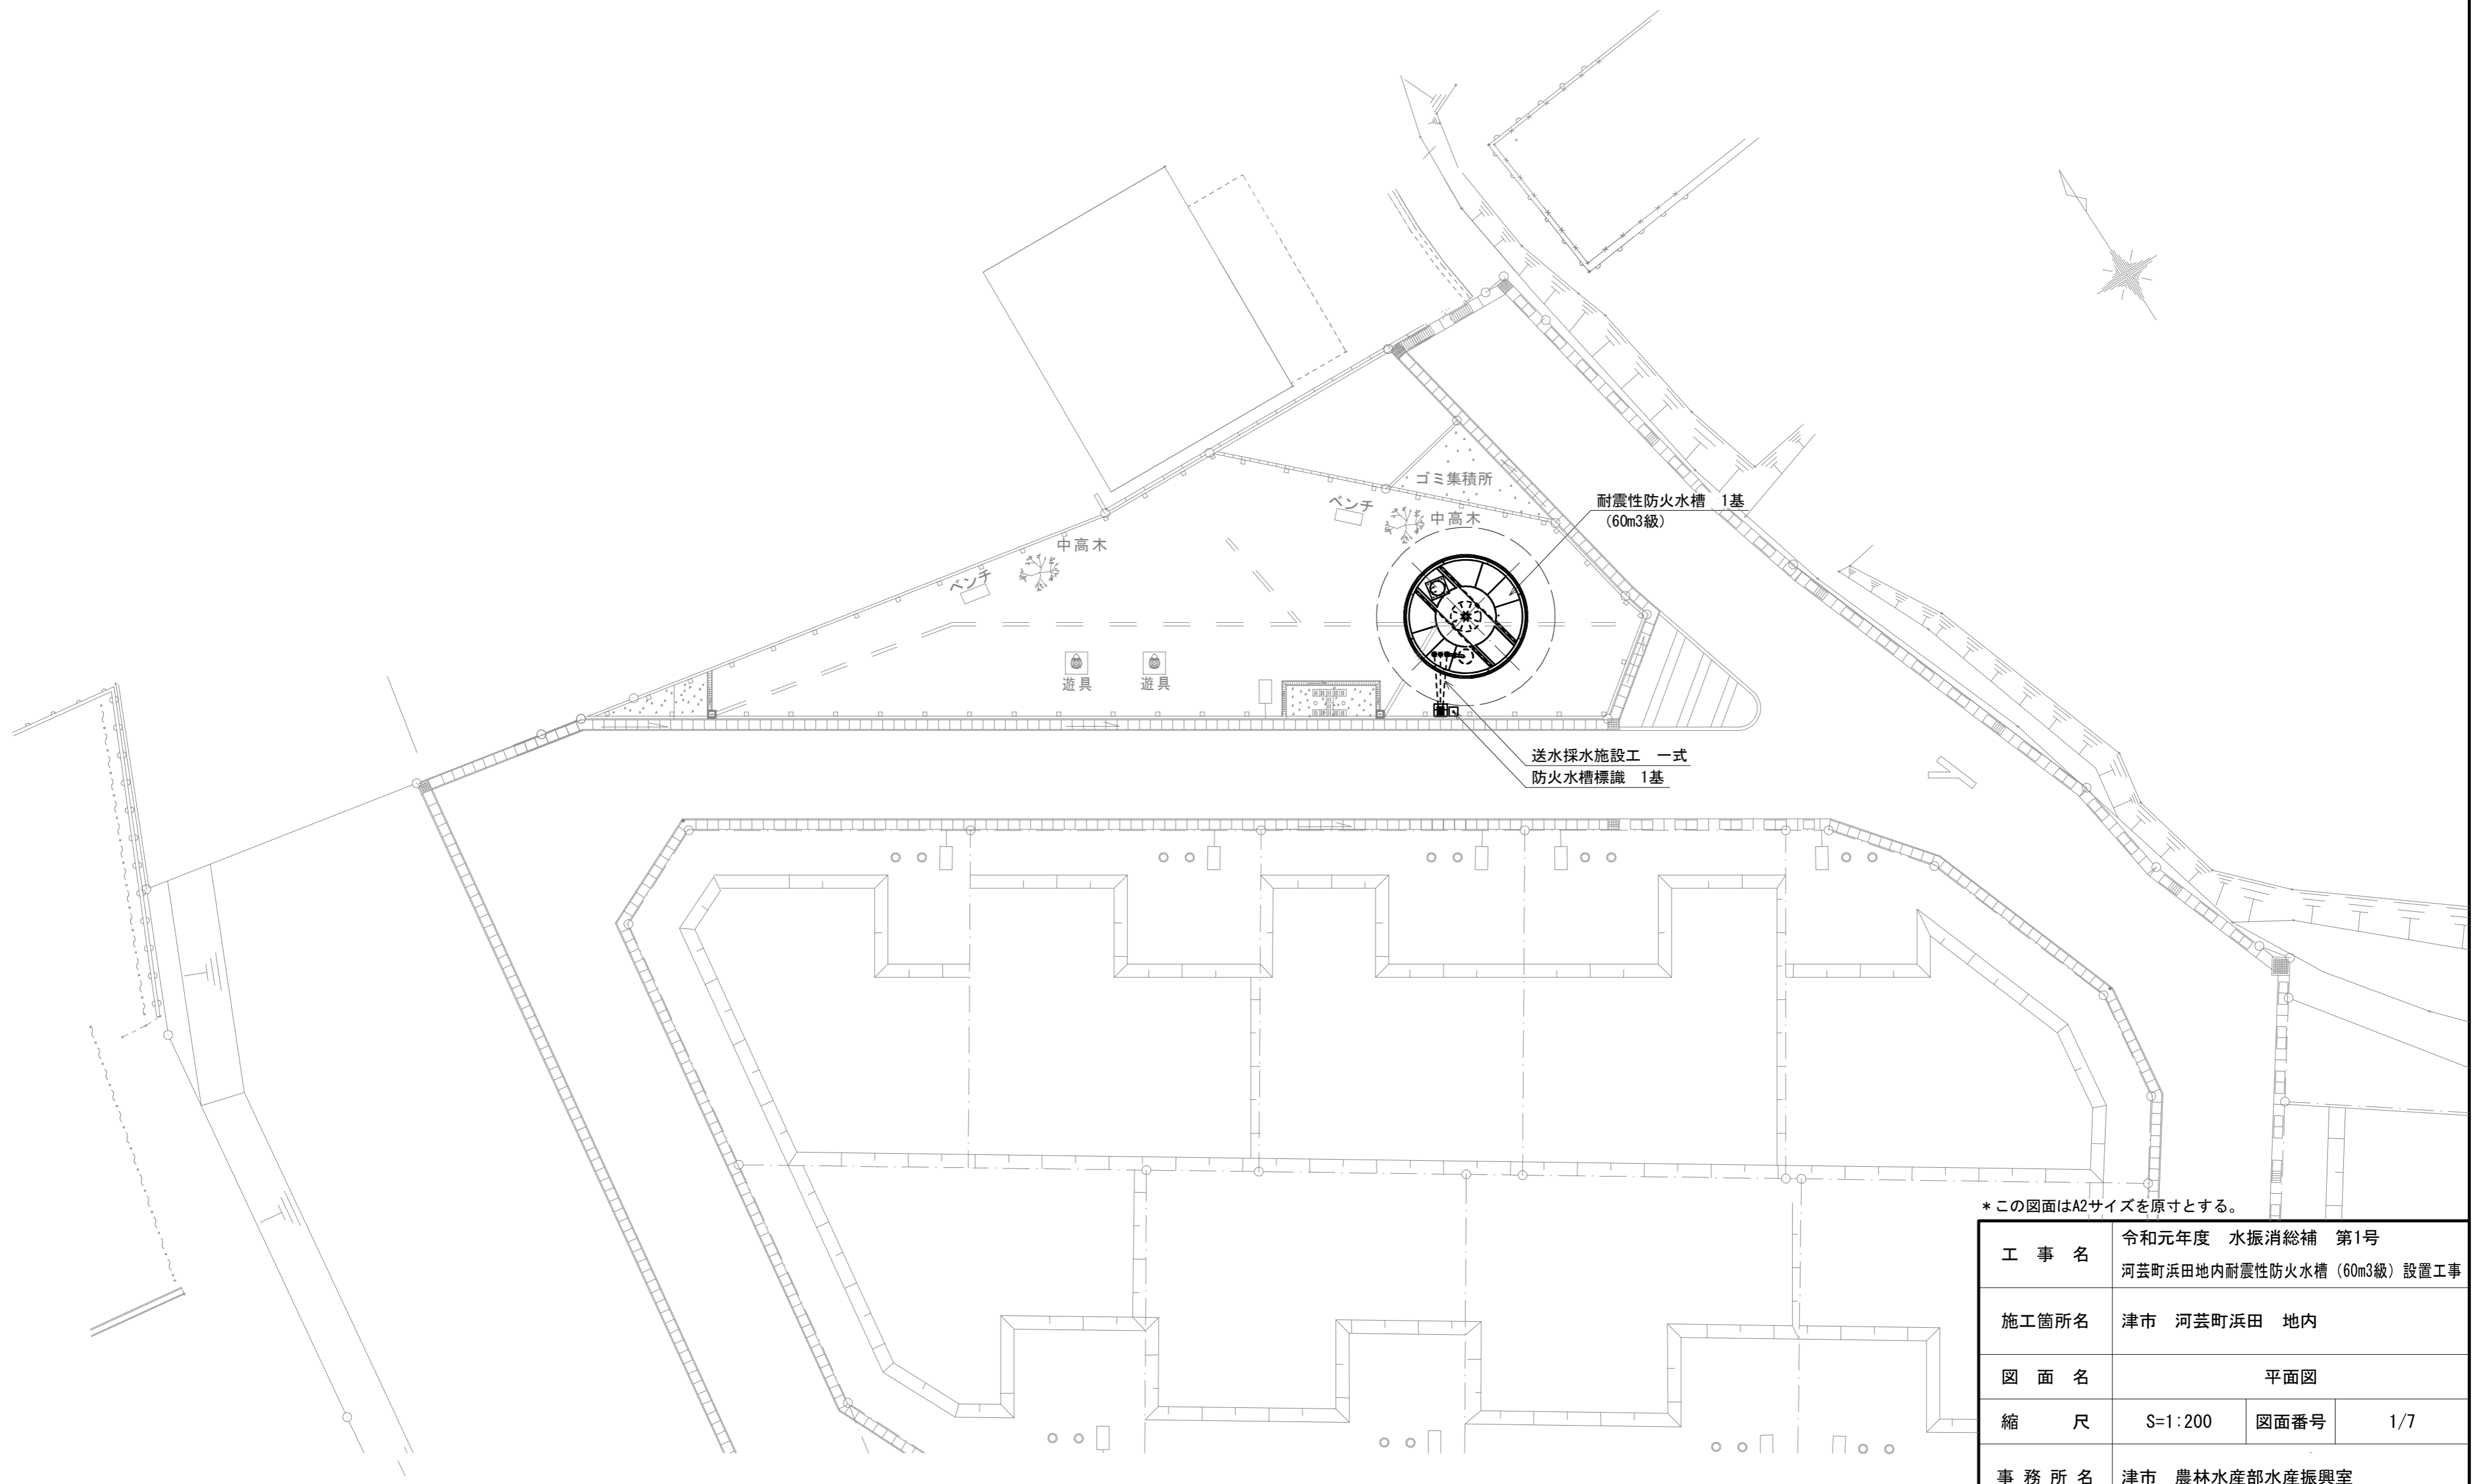 ゴミ集積所
ベンチ
中高木
耐震性防火水槽 1基
(60m3級)
中高木
ベンチ
遊具
遊具
送水採水施設工 一式
防火水槽標識 1基
*この図面はA2サイズを原寸とする。
工事名 令和元年度 水振消総補 第1号
河芸町浜田地内耐震性防火水槽(60m3級)設置工事
施工箇所名 津市 河芸町浜田 地内
図面名 平面図
縮尺 S=1:200 図面番号 1/7
事務所名 津市 農林水産部水産振興室